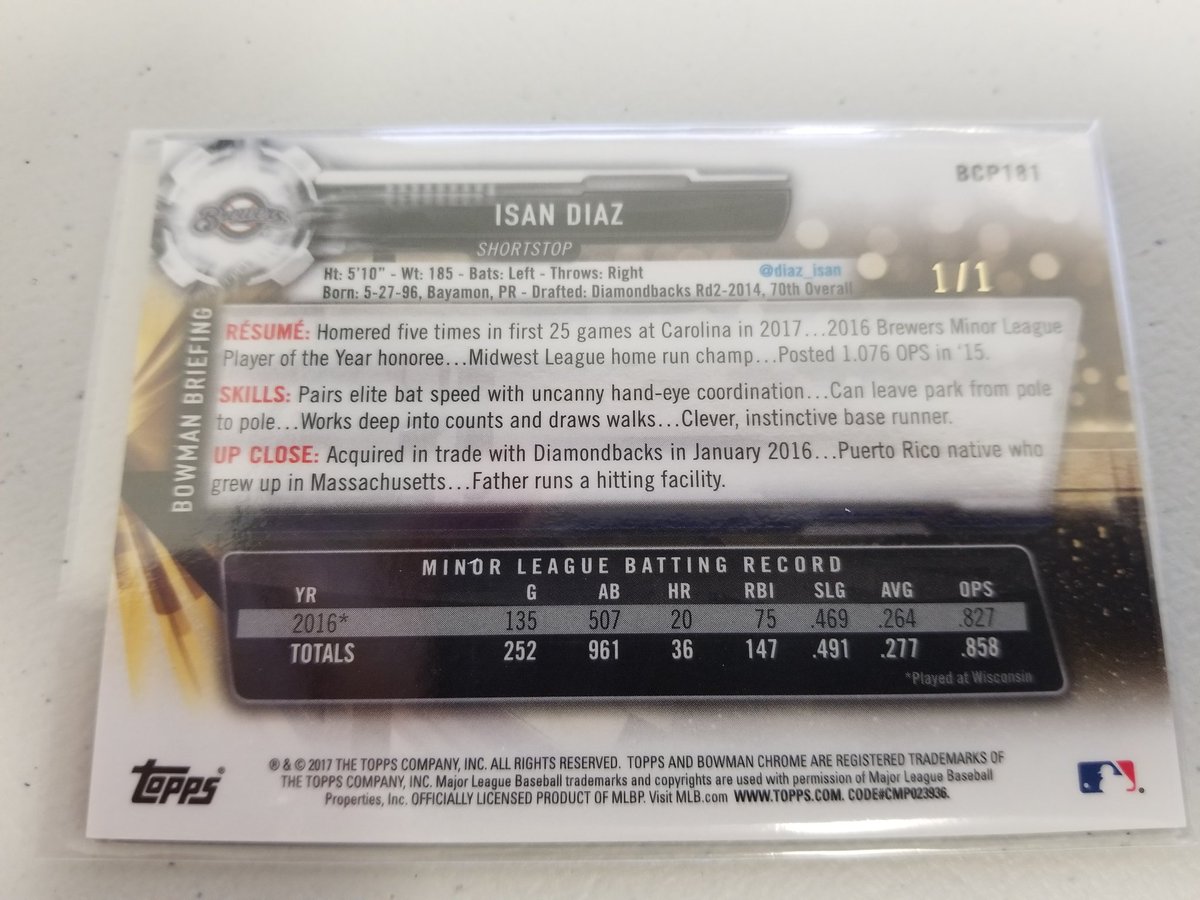 BCP181
Brewers
ISAN DIAZ
SHORTSTOP
Ht: 5'10" - Wt: 185 - Bats: Left - Throws: Right @diaz_isan
Born: 5-27-96, Bayamon, PR - Drafted: Diamondbacks Rd2-2014, 70th Overall
1/1
BOWMAN BRIEFING
RÉSUMÉ: Homered five times in first 25 games at Carolina in 2017...2016 Brewers Minor League
Player of the Year honoree...Midwest League home run champ...Posted 1.076 OPS in '15.
SKILLS: Pairs elite bat speed with uncanny hand-eye coordination...Can leave park from pole
to pole...Works deep into counts and draws walks...Clever, instinctive base runner.
UP CLOSE: Acquired in trade with Diamondbacks in January 2016...Puerto Rico native who
grew up in Massachusetts...Father runs a hitting facility.
MINOR LEAGUE BATTING RECORD
YR G AB HR RBI SLG AVG OPS
2016* 135 507 20 75 .469 .264 .827
TOTALS 252 961 36 147 .491 .277 .858
*Played at Wisconsin
TOPPS®
® & © 2017 THE TOPPS COMPANY, INC. ALL RIGHTS RESERVED. TOPPS AND BOWMAN CHROME ARE REGISTERED TRADEMARKS OF
THE TOPPS COMPANY, INC. Major League Baseball trademarks and copyrights are used with permission of Major League Baseball
Properties, Inc. OFFICIALLY LICENSED PRODUCT OF MLBP. Visit MLB.com WWW.TOPPS.COM. CODE#CMP023936.